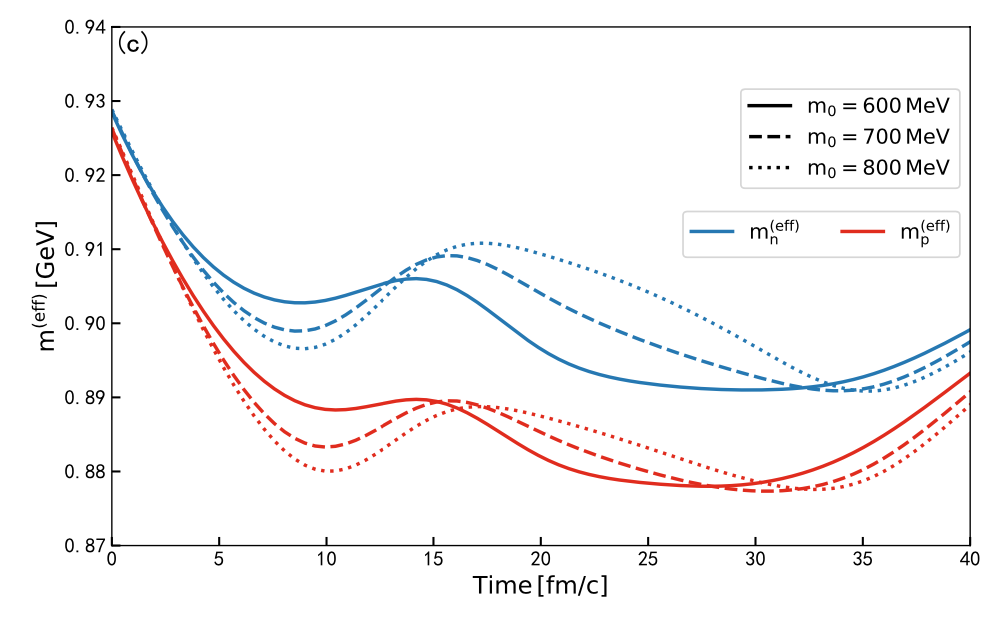 (c)
0.94
0.93
0.92
0.91
0.90
0.89
0.88
0.87
m^(eff) [GeV]
m₀ = 600 MeV
m₀ = 700 MeV
m₀ = 800 MeV
mₙ^(eff) mₚ^(eff)
0 5 10 15 20 25 30 35 40
Time [fm/c]